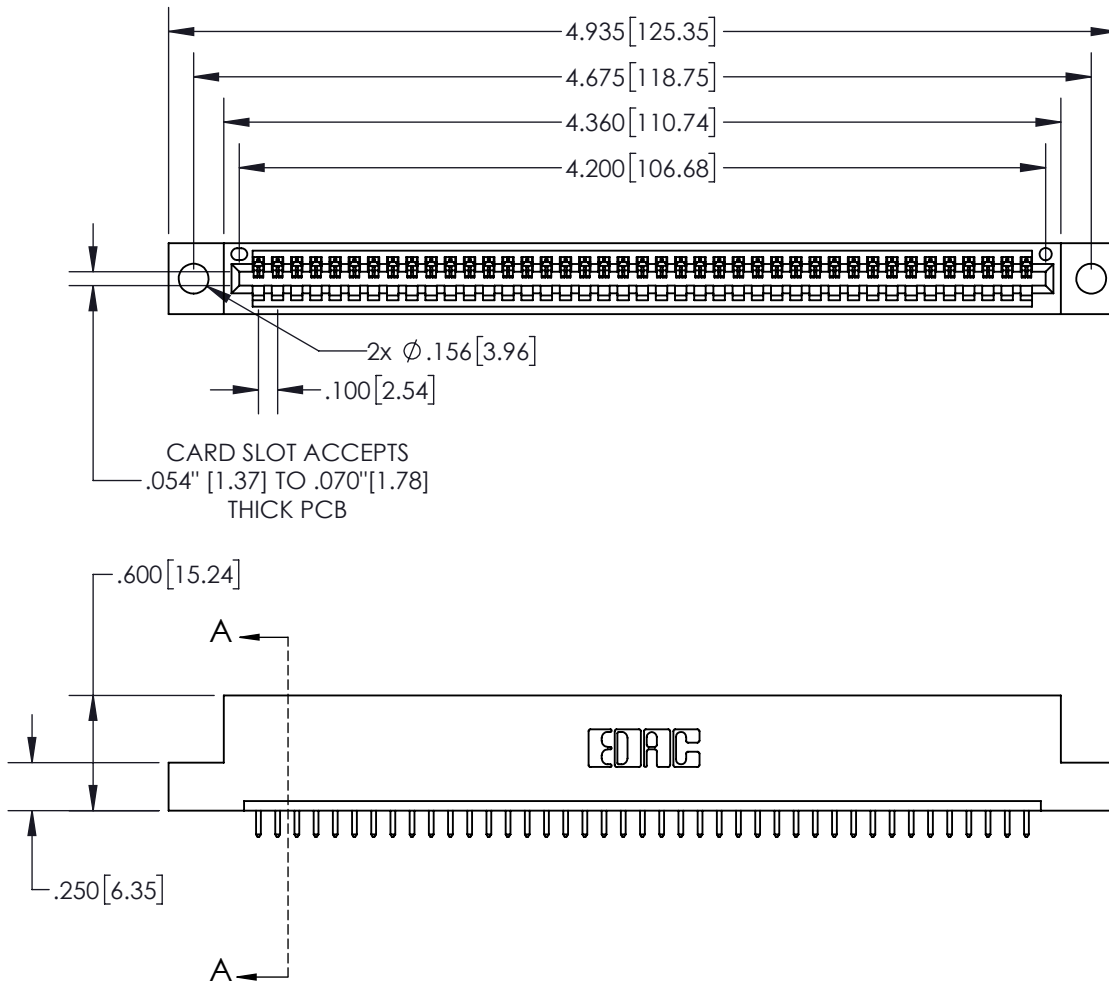 4.935[125.35]
4.675[118.75]
4.360[110.74]
4.200[106.68]
2x Ø.156[3.96]
.100[2.54]
CARD SLOT ACCEPTS
.054" [1.37] TO .070"[1.78]
THICK PCB
.600[15.24]
A
EDAC
.250[6.35]
A